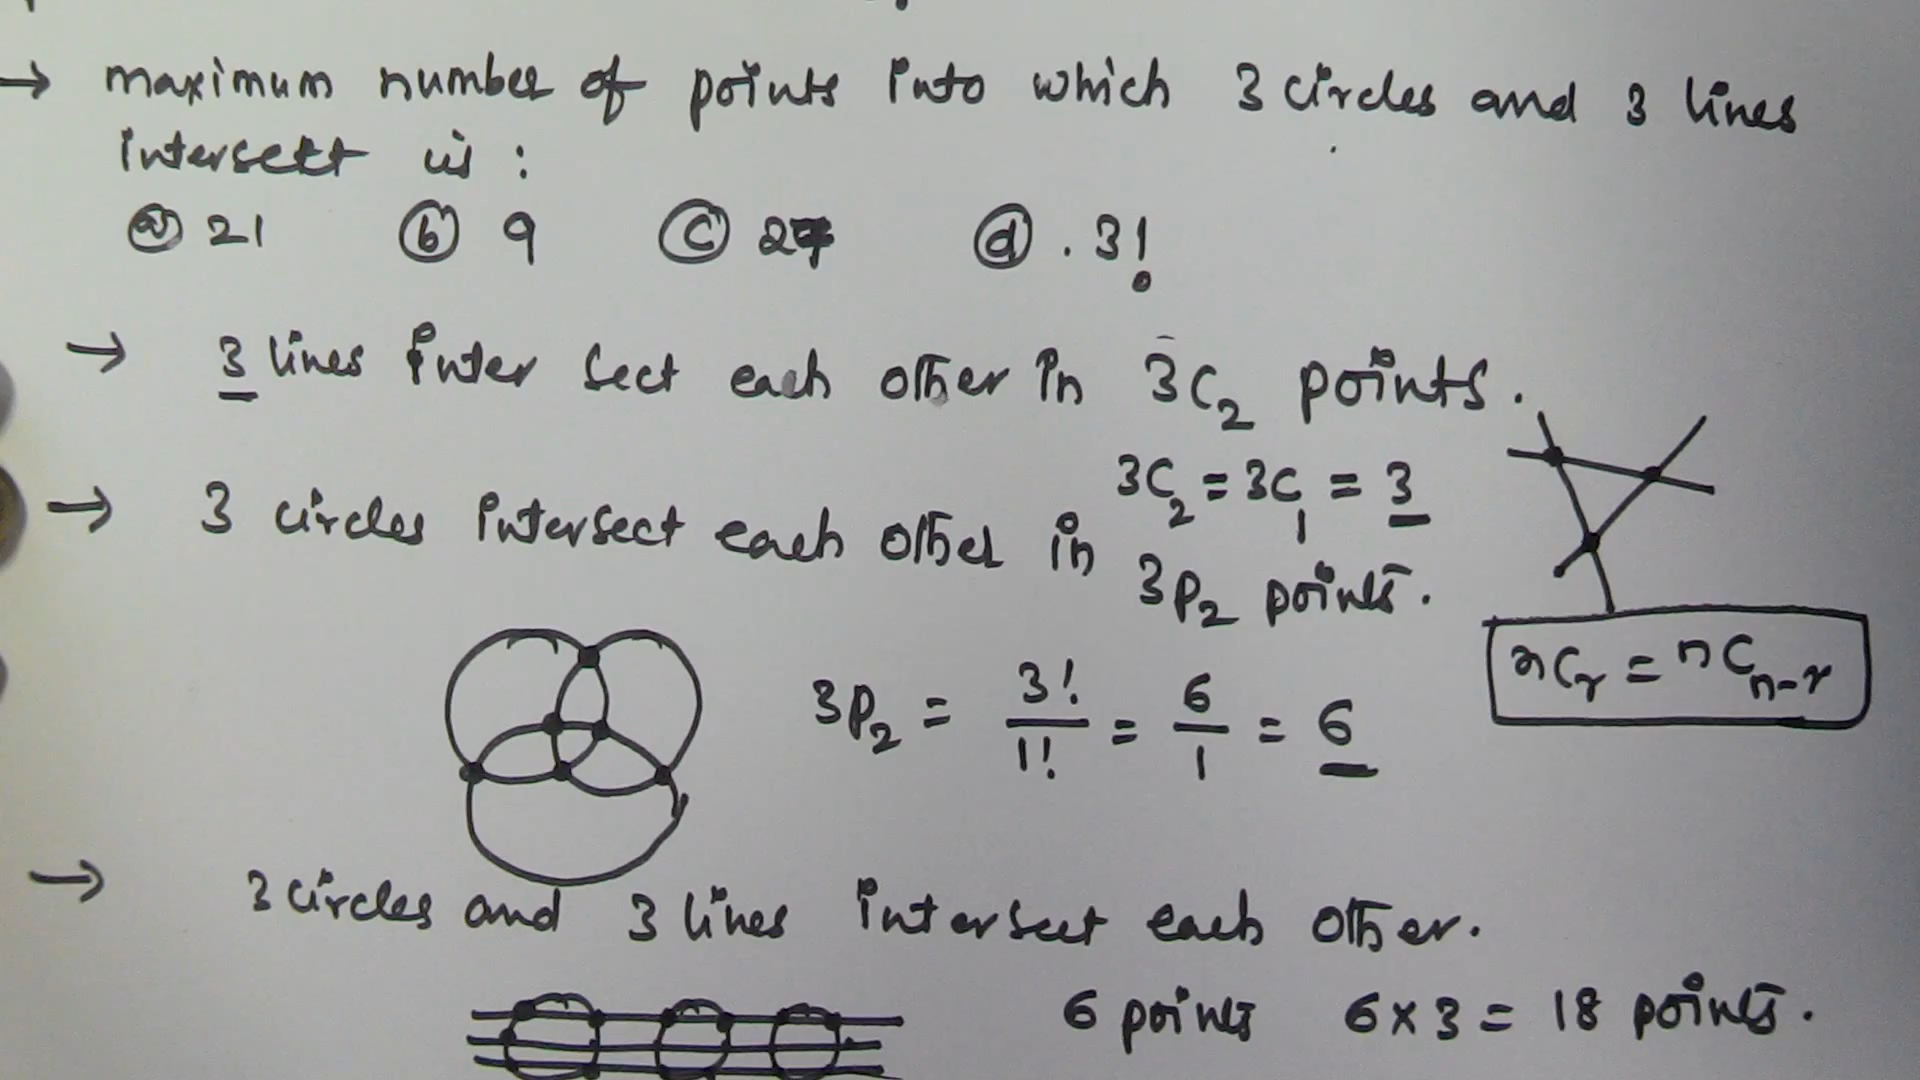 → maximum number of points into which 3 circles and 3 lines
intersect is :
ⓐ 21 ⓑ 9 ⓒ 27 ⓓ . 3!
→ 3 lines inter sect each other in 3C₂ points.
3C₂ = 3C₁ = 3
→ 3 circles intersect each other in 3P₂ points.
nCr = nCn-r
3P₂ = 3!/1! = 6/1 = 6
→ 3 circles and 3 lines intersect each other.
6 points 6 x 3 = 18 points.